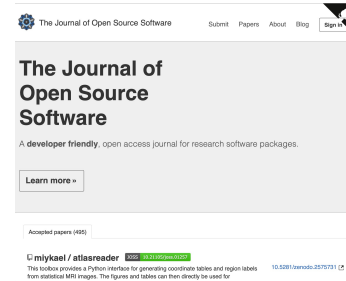 The Journal of Open Source Software
Submit Papers About Blog Sign in
The Journal of
Open Source
Software
A developer friendly, open access journal for research software packages.
Learn more »
Accepted papers (495)
miykael / atlasreader JOSS 10.21105/joss.01257
This toolbox provides a Python interface for generating coordinate tables and region labels 10.5281/zenodo.2575731
from statistical MRI images. The figures and tables can then directly be used for